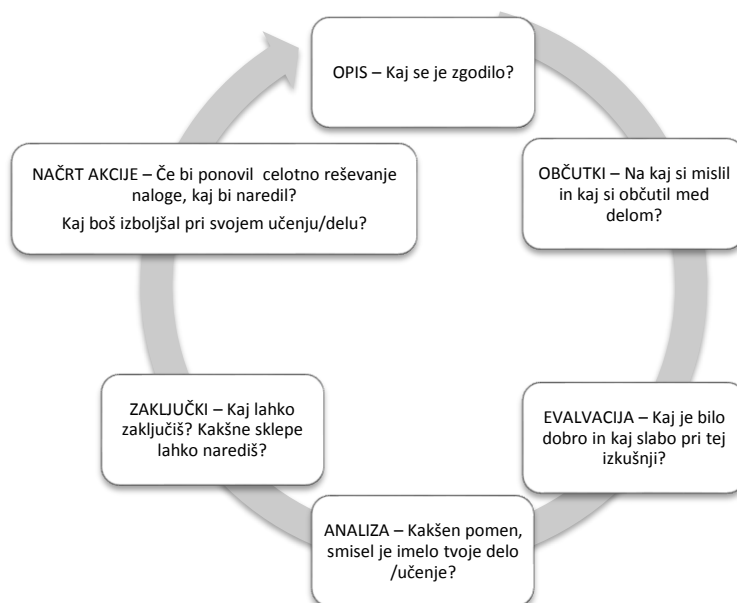 OPIS – Kaj se je zgodilo?
OBČUTKI – Na kaj si mislil
in kaj si občutil med
delom?
EVALVACIJA – Kaj je bilo
dobro in kaj slabo pri tej
izkušnji?
ANALIZA – Kakšen pomen,
smisel je imelo tvoje delo
/učenje?
ZAKLJUČKI – Kaj lahko
zaključiš? Kakšne sklepe
lahko narediš?
NAČRT AKCIJE – Če bi ponovil celotno reševanje
naloge, kaj bi naredil?
Kaj boš izboljšal pri svojem učenju/delu?